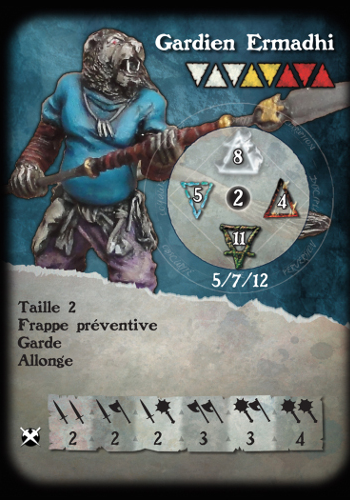 Gardien Ermadhi
8
5
2
4
11
5/7/12
Taille 2
Frappe préventive
Garde
Allonge
2 2 2 3 3 4